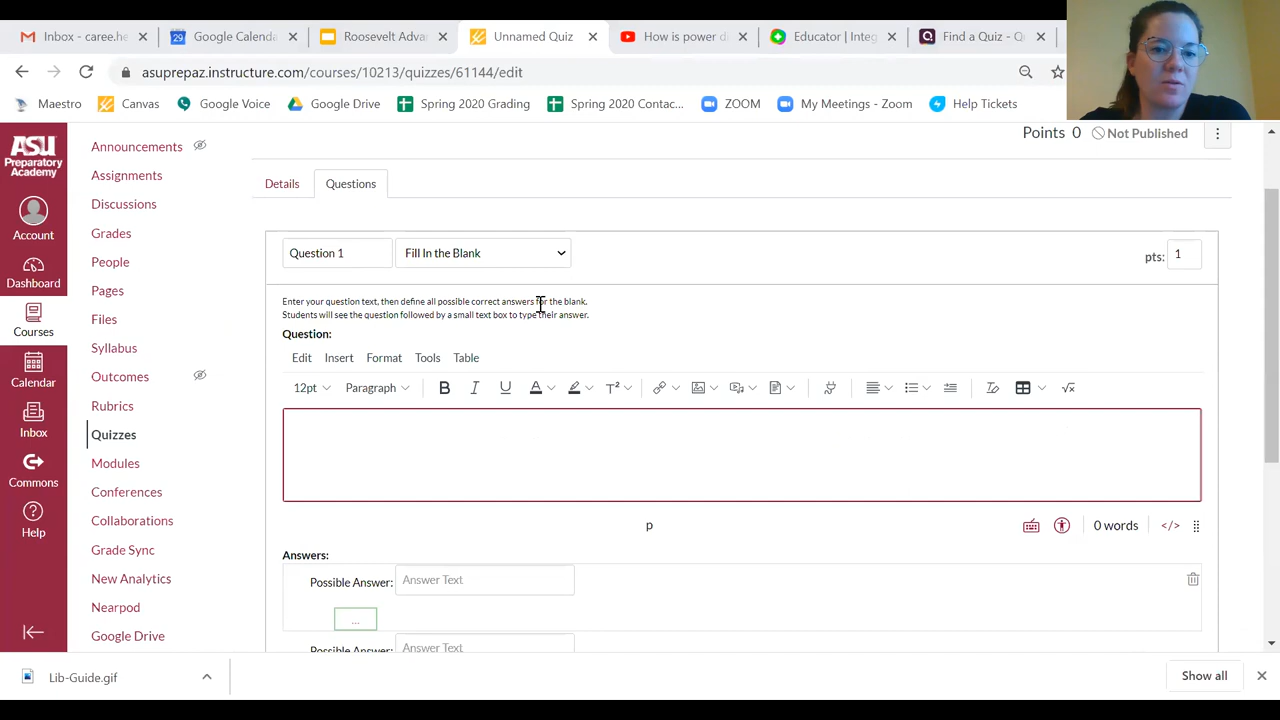 Inbox - caree.he
Google Calenda
Roosevelt Adva
Unnamed Quiz
How is power di
Educator | Integ
Find a Quiz - Q
asuprepaz.instructure.com/courses/10213/quizzes/61144/edit
Maestro
Canvas
Google Voice
Google Drive
Spring 2020 Grading
Spring 2020 Contac...
ZOOM
My Meetings - Zoom
Help Tickets
ASU
Preparatory
Academy
Account
Dashboard
Courses
Calendar
Inbox
Commons
Help
Announcements
Assignments
Discussions
Grades
People
Pages
Files
Syllabus
Outcomes
Rubrics
Quizzes
Modules
Conferences
Collaborations
Grade Sync
New Analytics
Nearpod
Google Drive
Points 0
Not Published
Details
Questions
Question 1
Fill In the Blank
pts: 1
Enter your question text, then define all possible correct answers for the blank.
Students will see the question followed by a small text box to type their answer.
Question:
Edit Insert Format Tools Table
12pt Paragraph
p
0 words
</>
Answers:
Possible Answer: Answer Text
...
Possible Answer: Answer Text
Lib-Guide.gif
Show all